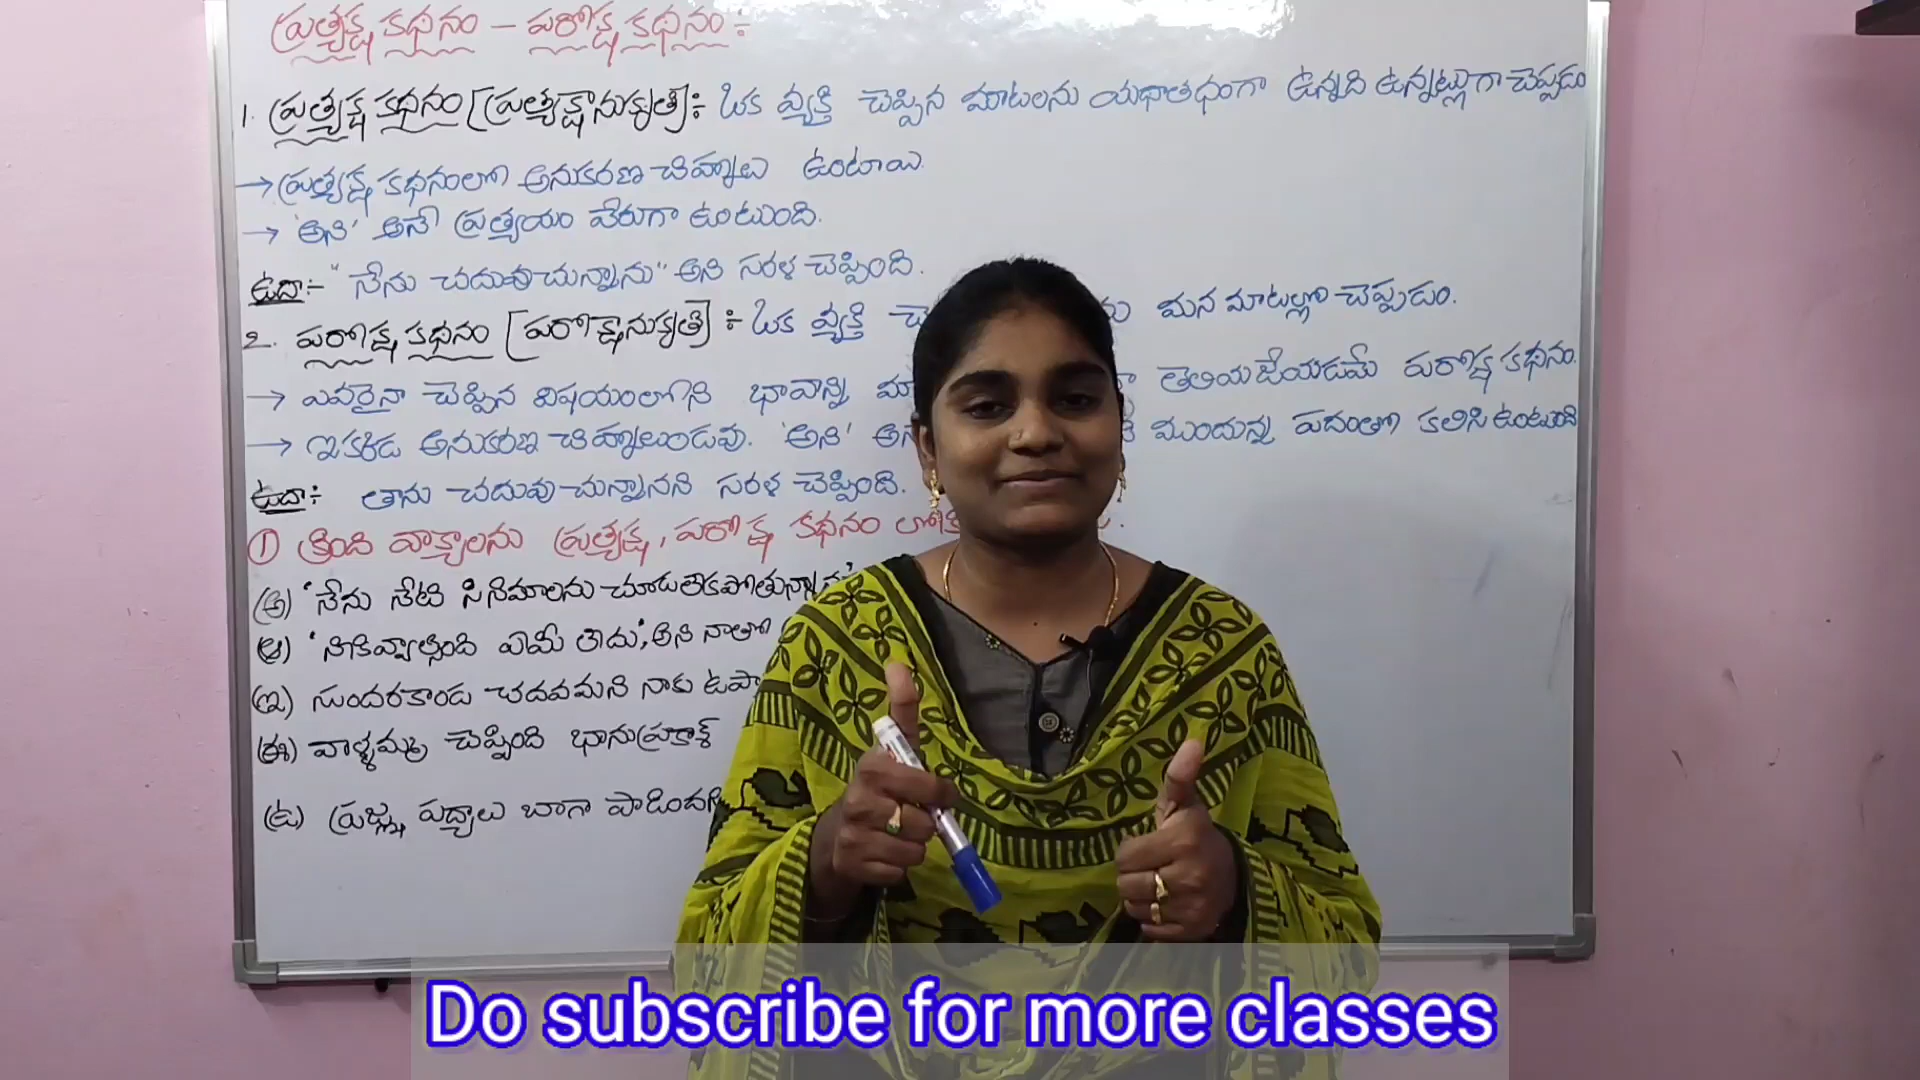 ప్రత్యక్ష కథనం - పరోక్ష కథనం :-
1. ప్రత్యక్ష కథనం [ప్రత్యక్షానుకృతి] :- ఒక వ్యక్తి చెప్పిన మాటలను యథాతథంగా ఉన్నది ఉన్నట్లుగా చెప్పడం
→ ప్రత్యక్ష కథనంలో అనుకరణ చిహ్నాలు ఉంటాయి.
→ 'అని' అనే ప్రత్యయం వేరుగా ఉంటుంది.
ఉదా :- "నేను చదువుచున్నాను" అని సరళ చెప్పింది.
2. పరోక్ష కథనం [పరోక్షానుకృతి] :- ఒక వ్యక్తి చె ను మన మాటల్లో చెప్పడం.
→ ఎవరైనా చెప్పిన విషయంలోని భావాన్ని మా తెలియజేయడమే పరోక్ష కథనం.
→ ఇక్కడ అనుకరణ చిహ్నాలుండవు. 'అని' అన ముందున్న పదంతో కలిసి ఉంటుంది
ఉదా :- తాను చదువుచున్నానని సరళ చెప్పింది.
① క్రింది వాక్యాలను ప్రత్యక్ష, పరోక్ష కథనం లోకి
(అ) 'నేను నేటి సినిమాలను చూడలేకపోతున్నాను'
(ఆ) 'నీకివ్వాల్సింది ఏమీ లేదు', అని నాతో
(ఇ) సుందరకాండ చదవమని నాకు ఉపా
(ఈ) వాళ్ళమ్మ చెప్పింది భానుప్రకాశ్
(ఉ) ప్రజ్ఞ పద్యాలు బాగా పాడిందని
Do subscribe for more classes